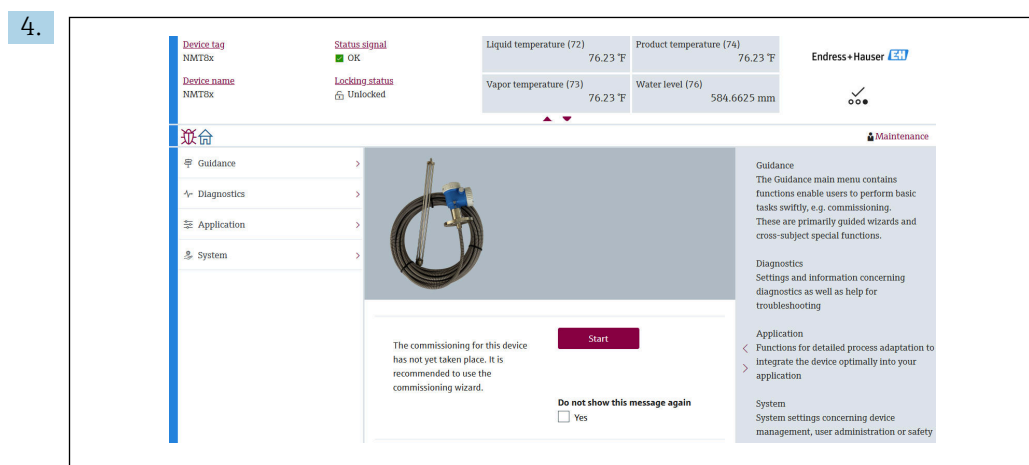 4.
Device tag
NMT8x
Status signal
OK
Liquid temperature (72)
76.23 °F
Product temperature (74)
76.23 °F
Endress+Hauser EH
Device name
NMT8x
Locking status
Unlocked
Vapor temperature (73)
76.23 °F
Water level (76)
584.6625 mm
Maintenance
Guidance
Diagnostics
Application
System
The commissioning for this device
has not yet taken place. It is
recommended to use the
commissioning wizard.
Start
Do not show this message again
Yes
Guidance
The Guidance main menu contains
functions enable users to perform basic
tasks swiftly, e.g. commissioning.
These are primarily guided wizards and
cross-subject special functions.
Diagnostics
Settings and information concerning
diagnostics as well as help for
troubleshooting
Application
Functions for detailed process adaptation to
integrate the device optimally into your
application
System
System settings concerning device
management, user administration or safety